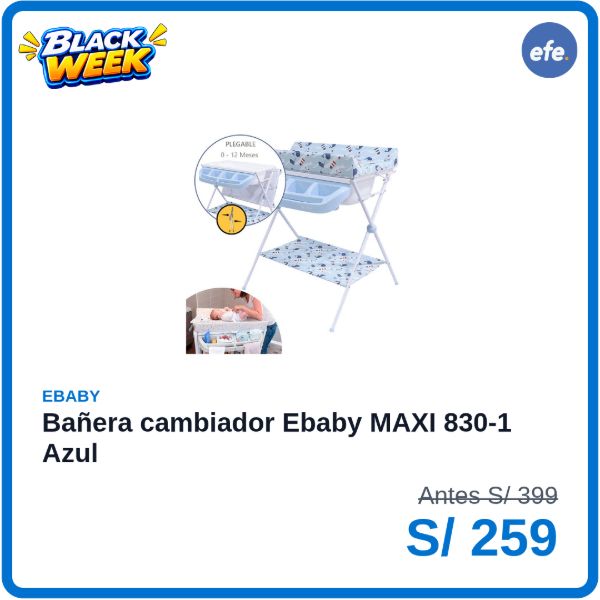 BLACK
WEEK
efe.
PLEGABLE
0 - 12 Meses
EBABY
Bañera cambiador Ebaby MAXI 830-1
Azul
Antes S/ 399
S/ 259